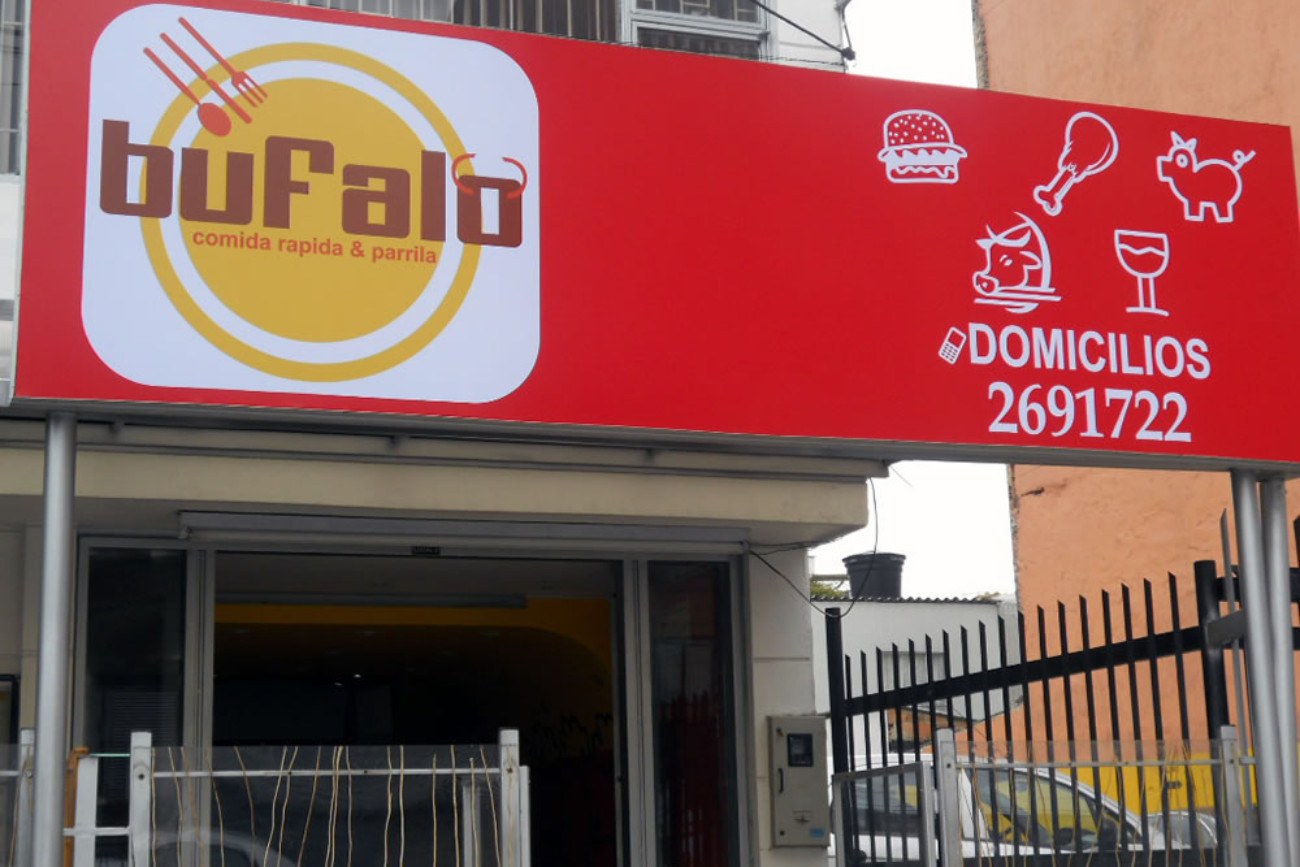 bufalo
comida rapida & parrila
DOMICILIOS
2691722